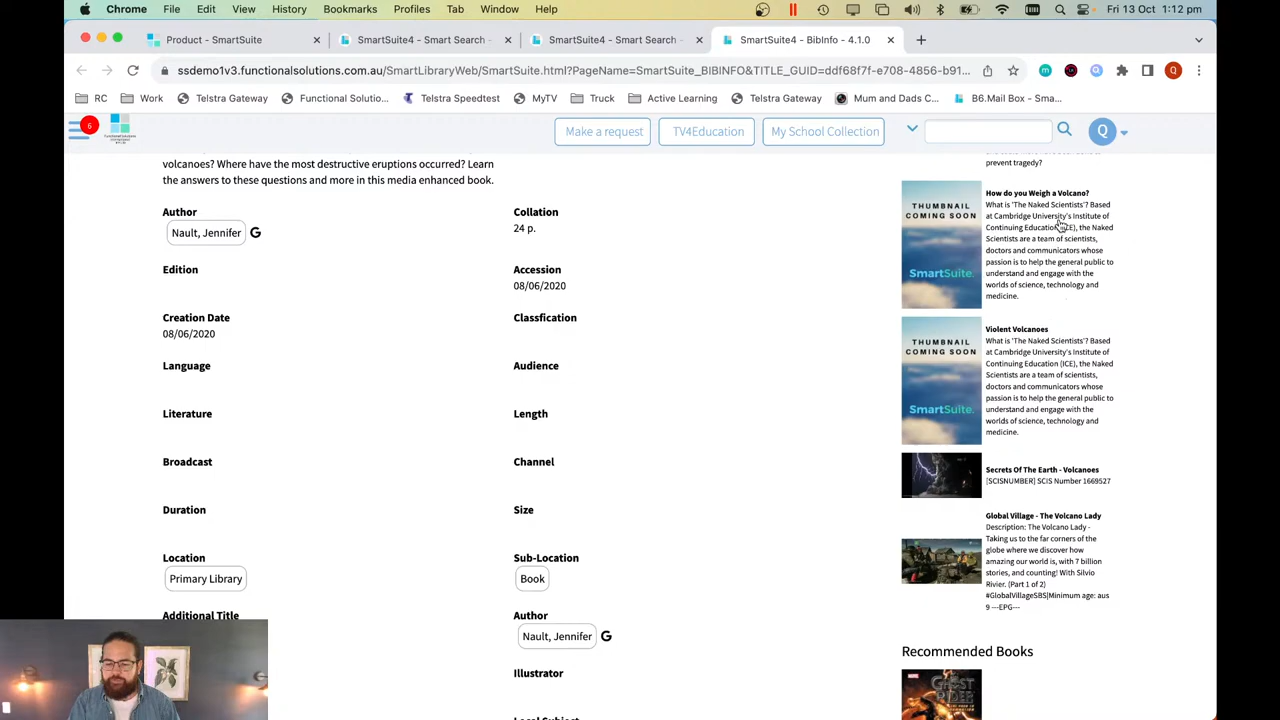 Chrome File Edit View History Bookmarks Profiles Tab Window Help Fri 13 Oct 1:12 pm
Product - SmartSuite
SmartSuite4 - Smart Search -
SmartSuite4 - Smart Search -
SmartSuite4 - BibInfo - 4.1.0
ssdemo1v3.functionalsolutions.com.au/SmartLibraryWeb/SmartSuite.html?PageName=SmartSuite_BIBINFO&TITLE_GUID=d1f68f7f-e708-4856-b91...
Q
RC Work Telstra Gateway Functional Solutio... Telstra Speedtest MyTV Truck Active Learning Telstra Gateway Mum and Dads C... B6.Mail Box - Sma...
6
Make a request
TV4Education
My School Collection
Q
volcanoes? Where have the most destructive eruptions occurred? Learn
the answers to these questions and more in this media enhanced book.
Author
Nault, Jennifer
Collation
24 p.
Edition
Accession
08/06/2020
Creation Date
08/06/2020
Classfication
Language
Audience
Literature
Length
Broadcast
Channel
Duration
Size
Location
Primary Library
Sub-Location
Book
Additional Title
Author
Nault, Jennifer
Illustrator
Local Subject
prevent tragedy?
THUMBNAIL
COMING SOON
SmartSuite.
How do you Weigh a Volcano?
What is 'The Naked Scientists'? Based
at Cambridge University's Institute of
Continuing Education (ICE), the Naked
Scientists are a team of scientists,
doctors and communicators whose
passion is to help the general public to
understand and engage with the
worlds of science, technology and
medicine.
THUMBNAIL
COMING SOON
SmartSuite.
Violent Volcanoes
What is 'The Naked Scientists'? Based
at Cambridge University's Institute of
Continuing Education (ICE), the Naked
Scientists are a team of scientists,
doctors and communicators whose
passion is to help the general public to
understand and engage with the
worlds of science, technology and
medicine.
Secrets Of The Earth - Volcanoes
[SCISNUMBER] SCIS Number 1669527
Global Village - The Volcano Lady
Description: The Volcano Lady -
Taking us to the far corners of the
globe where we discover how
amazing our world is, with 7 billion
stories, and counting! With Silvio
Rivier. (Part 1 of 2)
#GlobalVillageSBS|Minimum age: aus
9 ---EPG---
Recommended Books
GHOST
RIDER